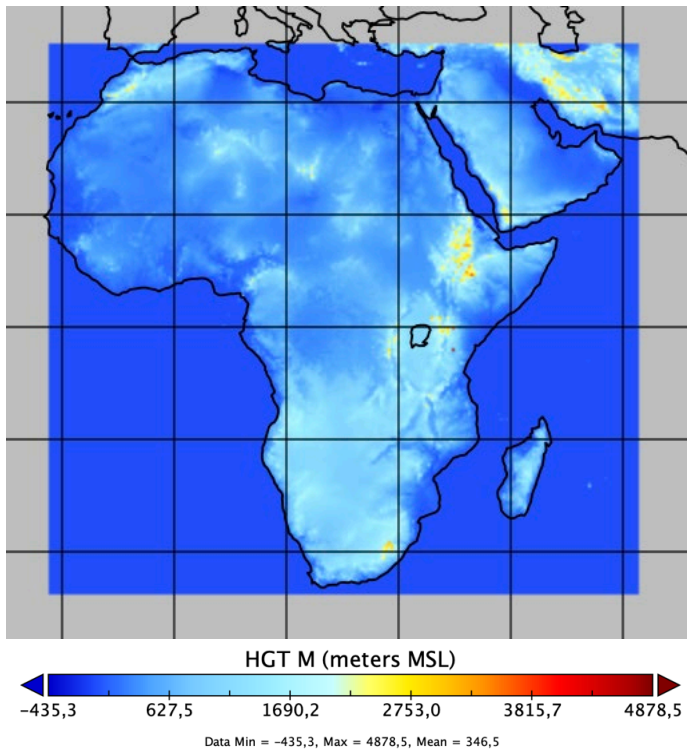 HGT M (meters MSL)
-435,3 627,5 1690,2 2753,0 3815,7 4878,5
Data Min = -435,3, Max = 4878,5, Mean = 346,5